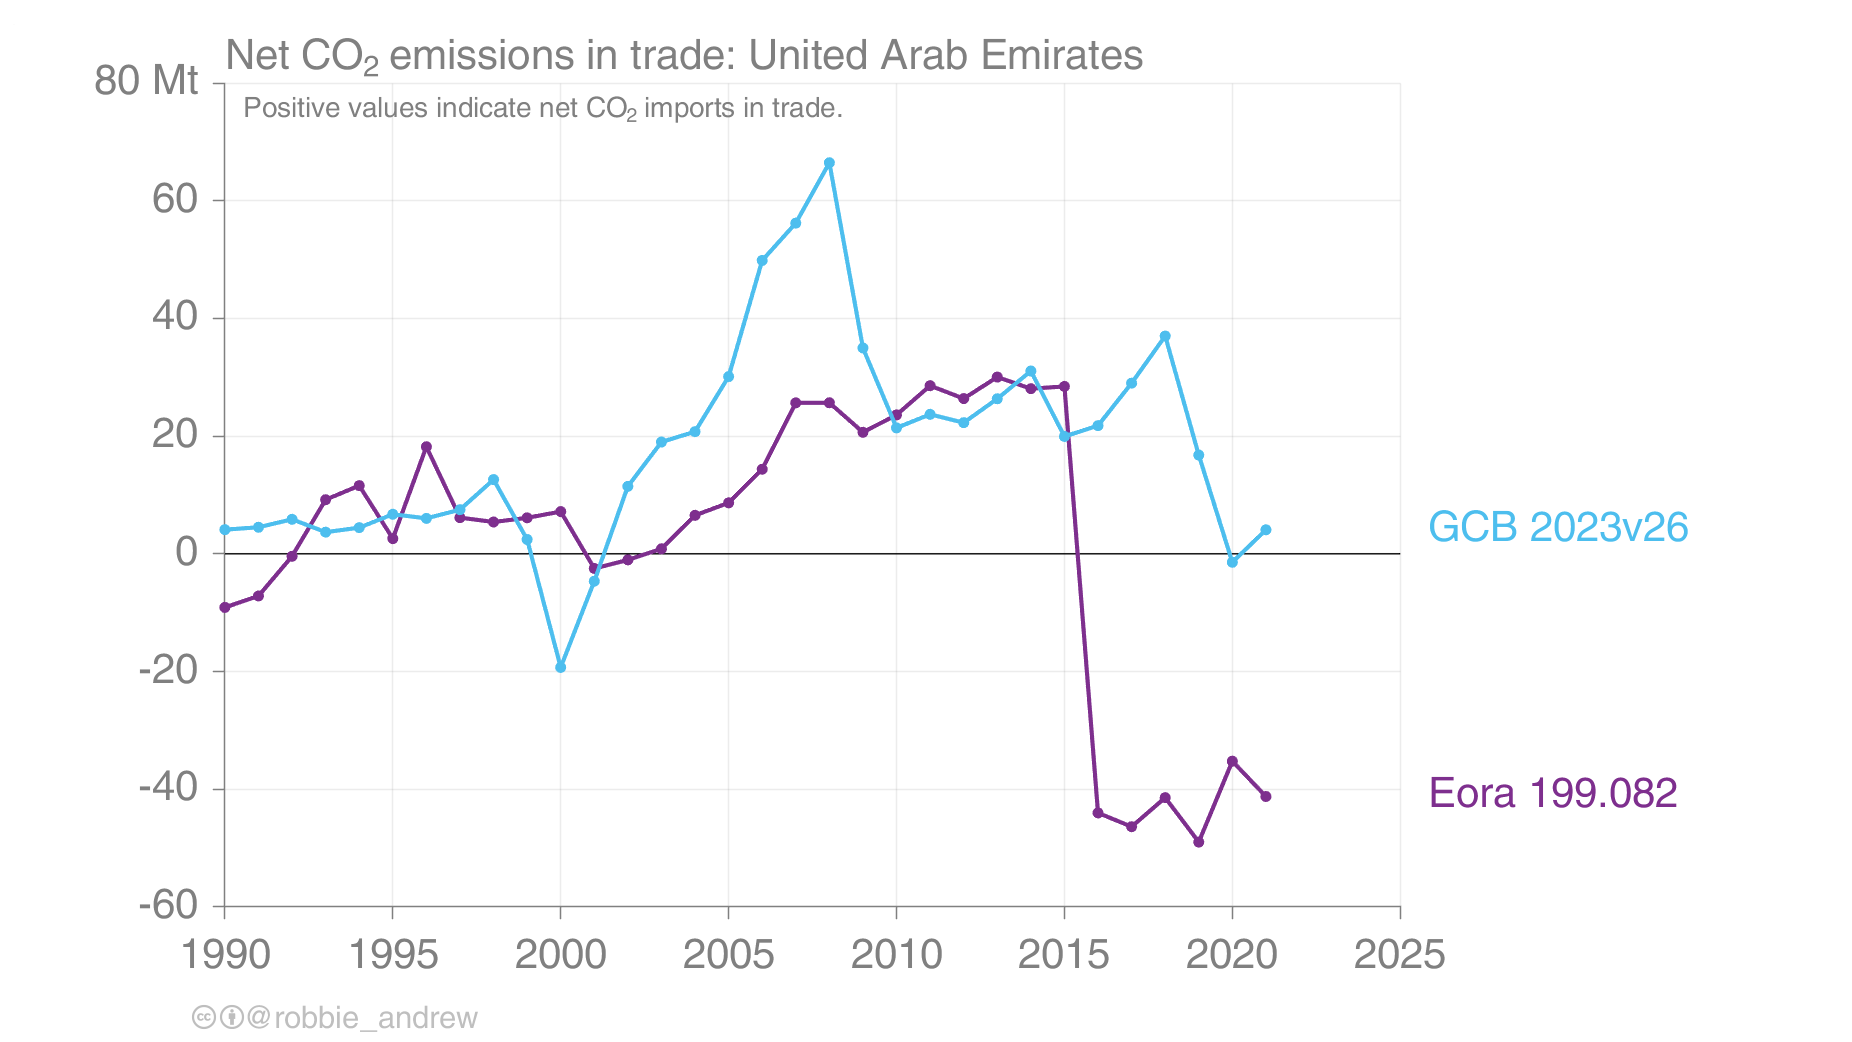 Net CO₂ emissions in trade: United Arab Emirates
80 Mt
Positive values indicate net CO₂ imports in trade.
60
40
20
0
-20
-40
-60
GCB 2023v26
Eora 199.082
1990 1995 2000 2005 2010 2015 2020 2025
@robbie_andrew